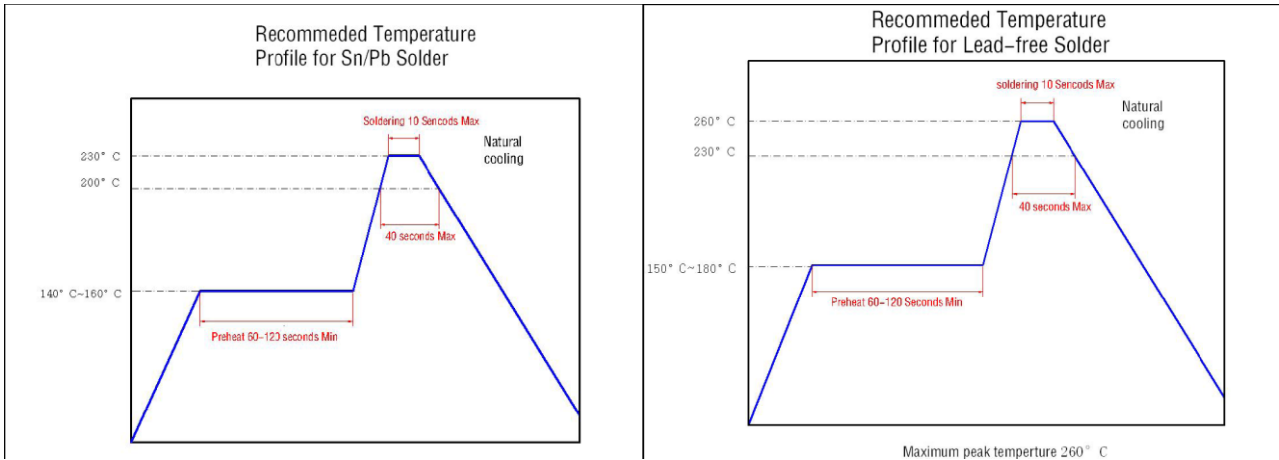 Recommeded Temperature
Profile for Sn/Pb Solder
Soldering 10 Sencods Max
Natural
cooling
230° C
200° C
40 seconds Max
140° C~160° C
Preheat 60-120 seconds Min
Recommeded Temperature
Profile for Lead-free Solder
soldering 10 Sencods Max
Natural
cooling
260° C
230° C
40 seconds Max
150° C~180° C
Preheat 60-120 Seconds Min
Maximum peak temperture 260° C